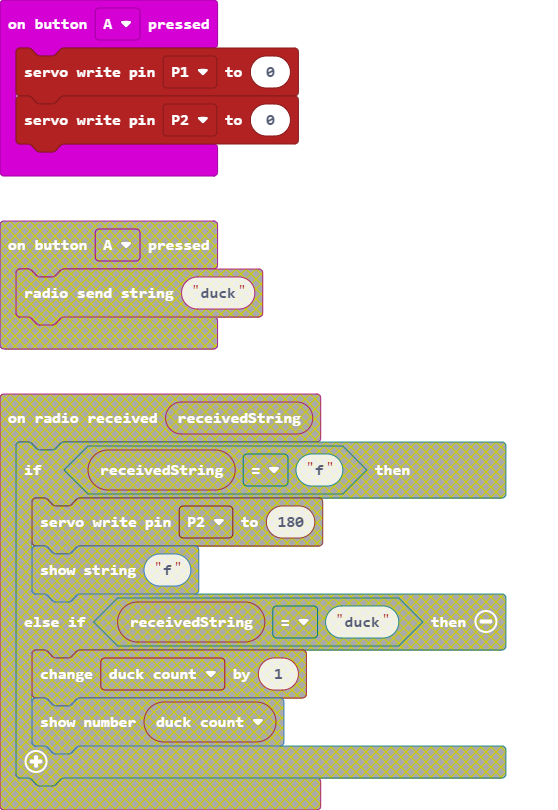 on button A pressed
servo write pin P1 to 0
servo write pin P2 to 0
on button A pressed
radio send string "duck"
on radio received receivedString
if receivedString = "f" then
servo write pin P2 to 180
show string "f"
else if receivedString = "duck" then
change duck count by 1
show number duck count